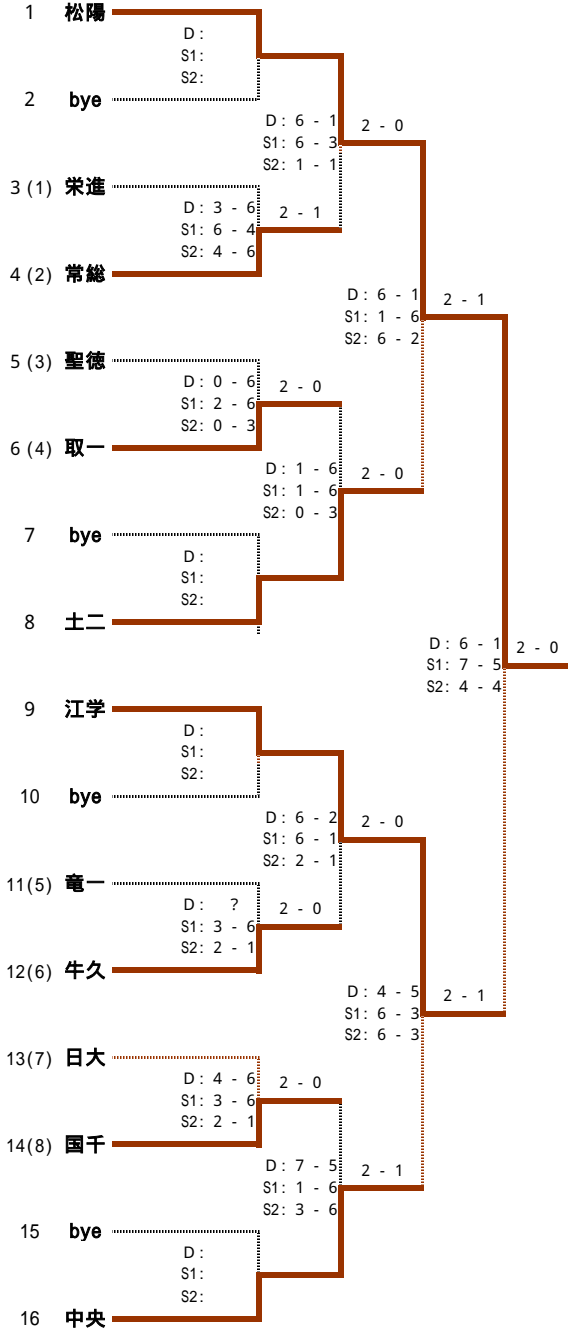 1 松陽
D:
S1:
S2:
2 bye
D: 6 - 1 2 - 0
S1: 6 - 3
S2: 1 - 1
3 (1) 栄進
D: 3 - 6 2 - 1
S1: 6 - 4
S2: 4 - 6
4 (2) 常総
D: 6 - 1 2 - 1
S1: 1 - 6
S2: 6 - 2
5 (3) 聖徳
D: 0 - 6 2 - 0
S1: 2 - 6
S2: 0 - 3
6 (4) 取一
D: 1 - 6 2 - 0
S1: 1 - 6
S2: 0 - 3
7 bye
D:
S1:
S2:
8 土二
D: 6 - 1 2 - 0
S1: 7 - 5
S2: 4 - 4
9 江学
D:
S1:
S2:
10 bye
D: 6 - 2 2 - 0
S1: 6 - 1
S2: 2 - 1
11(5) 竜一
D: ? 2 - 0
S1: 3 - 6
S2: 2 - 1
12(6) 牛久
D: 4 - 5 2 - 1
S1: 6 - 3
S2: 6 - 3
13(7) 日大
D: 4 - 6 2 - 0
S1: 3 - 6
S2: 2 - 1
14(8) 国千
D: 7 - 5 2 - 1
S1: 1 - 6
S2: 3 - 6
15 bye
D:
S1:
S2:
16 中央